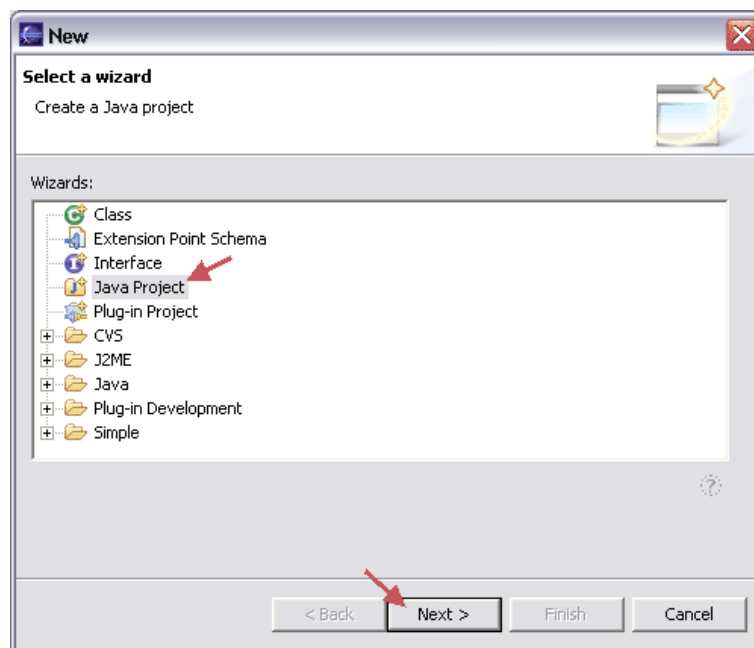 New
Select a wizard
Create a Java project
Wizards:
Class
Extension Point Schema
Interface
Java Project
Plug-in Project
CVS
J2ME
Java
Plug-in Development
Simple
?
< Back Next > Finish Cancel